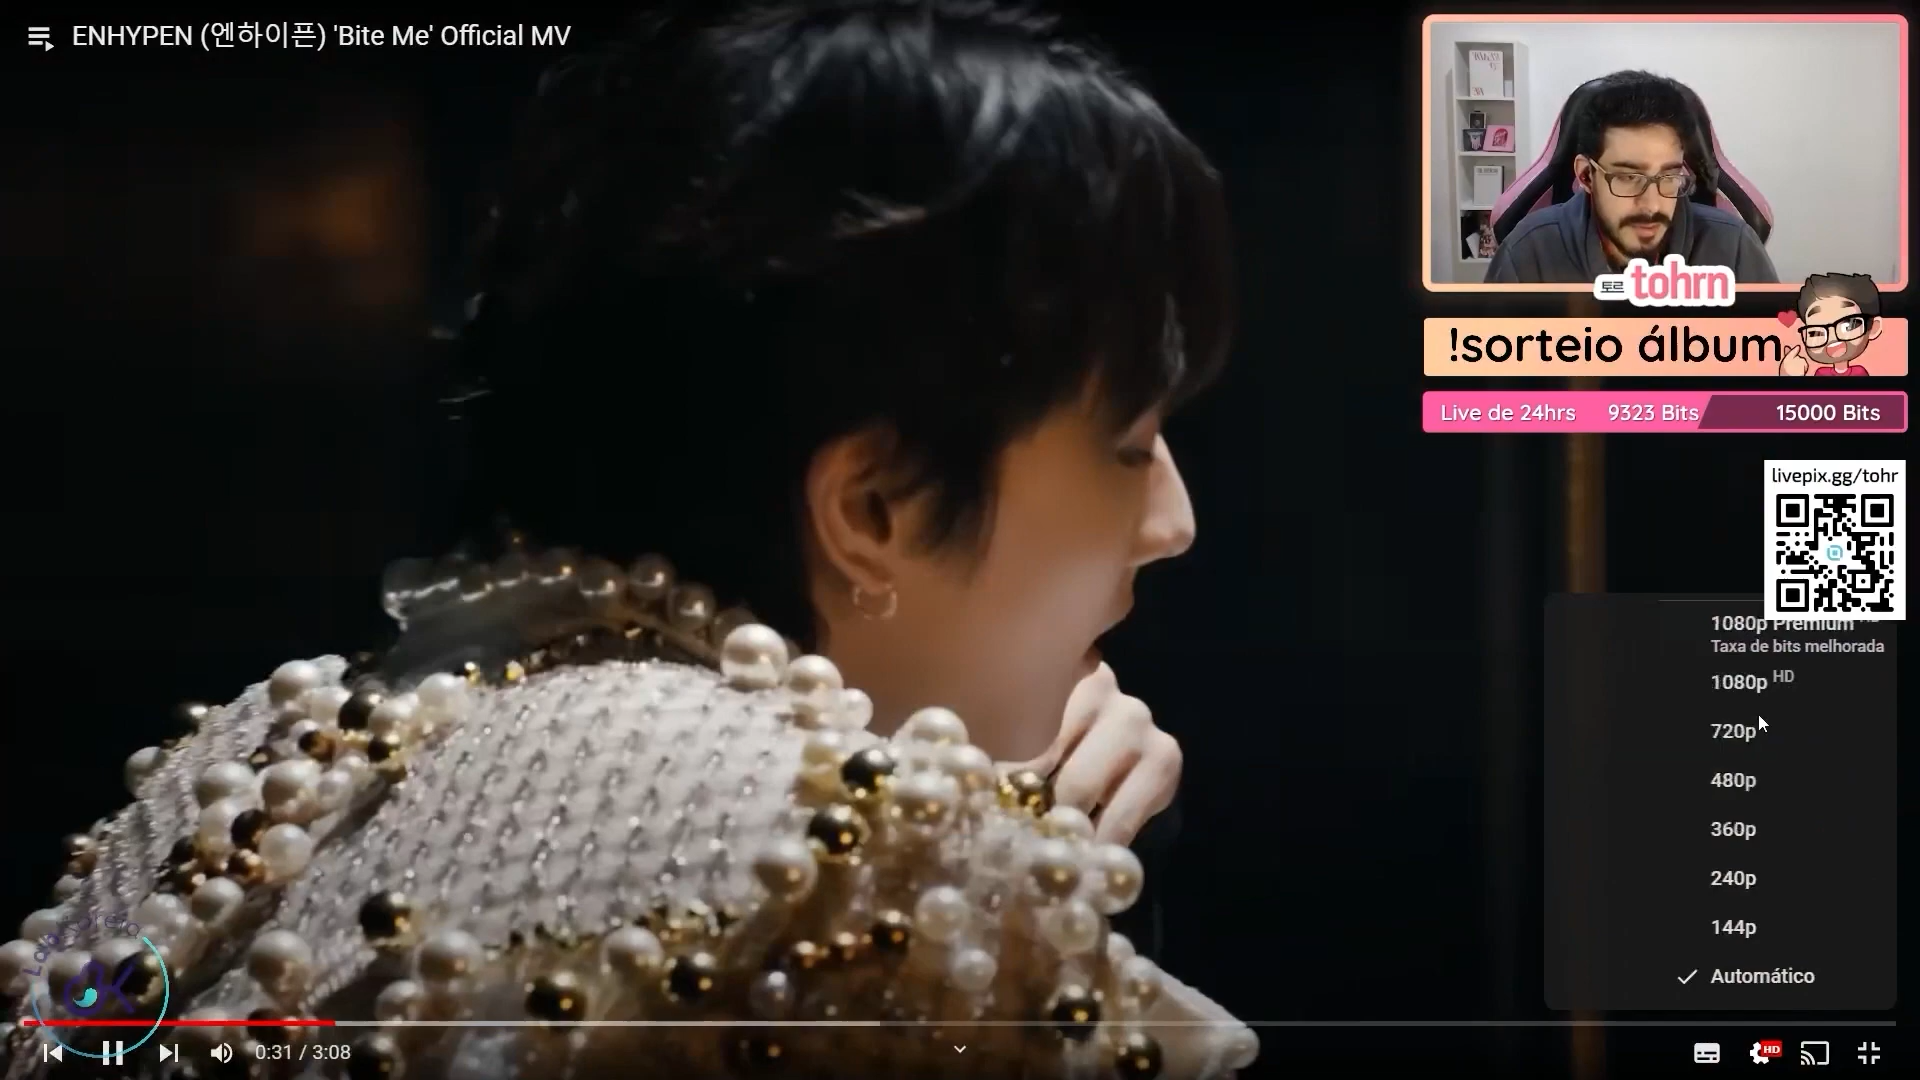 ENHYPEN (엔하이픈) 'Bite Me' Official MV
토르 tohrn
!sorteio álbum
Live de 24hrs 9323 Bits 15000 Bits
livepix.gg/tohr
1080p Premium
Taxa de bits melhorada
1080p HD
720p
480p
360p
240p
144p
Automático
0:31 / 3:08
HD